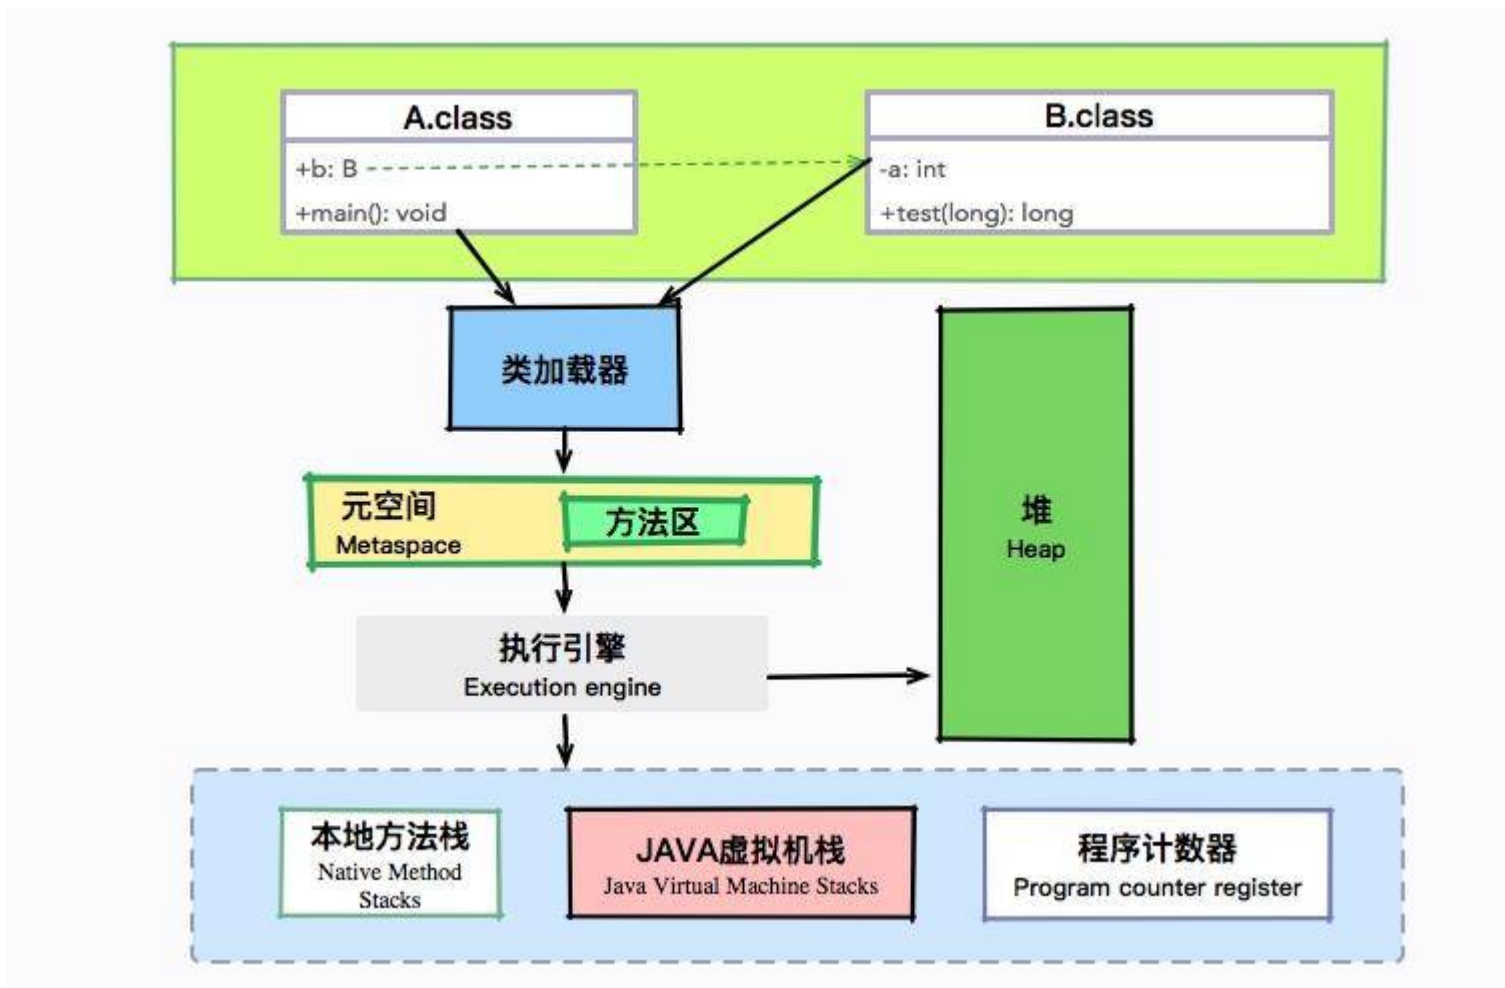 A.class
+b: B
+main(): void
B.class
-a: int
+test(long): long
类加载器
元空间
Metaspace
方法区
堆
Heap
执行引擎
Execution engine
本地方法栈
Native Method
Stacks
JAVA虚拟机栈
Java Virtual Machine Stacks
程序计数器
Program counter register